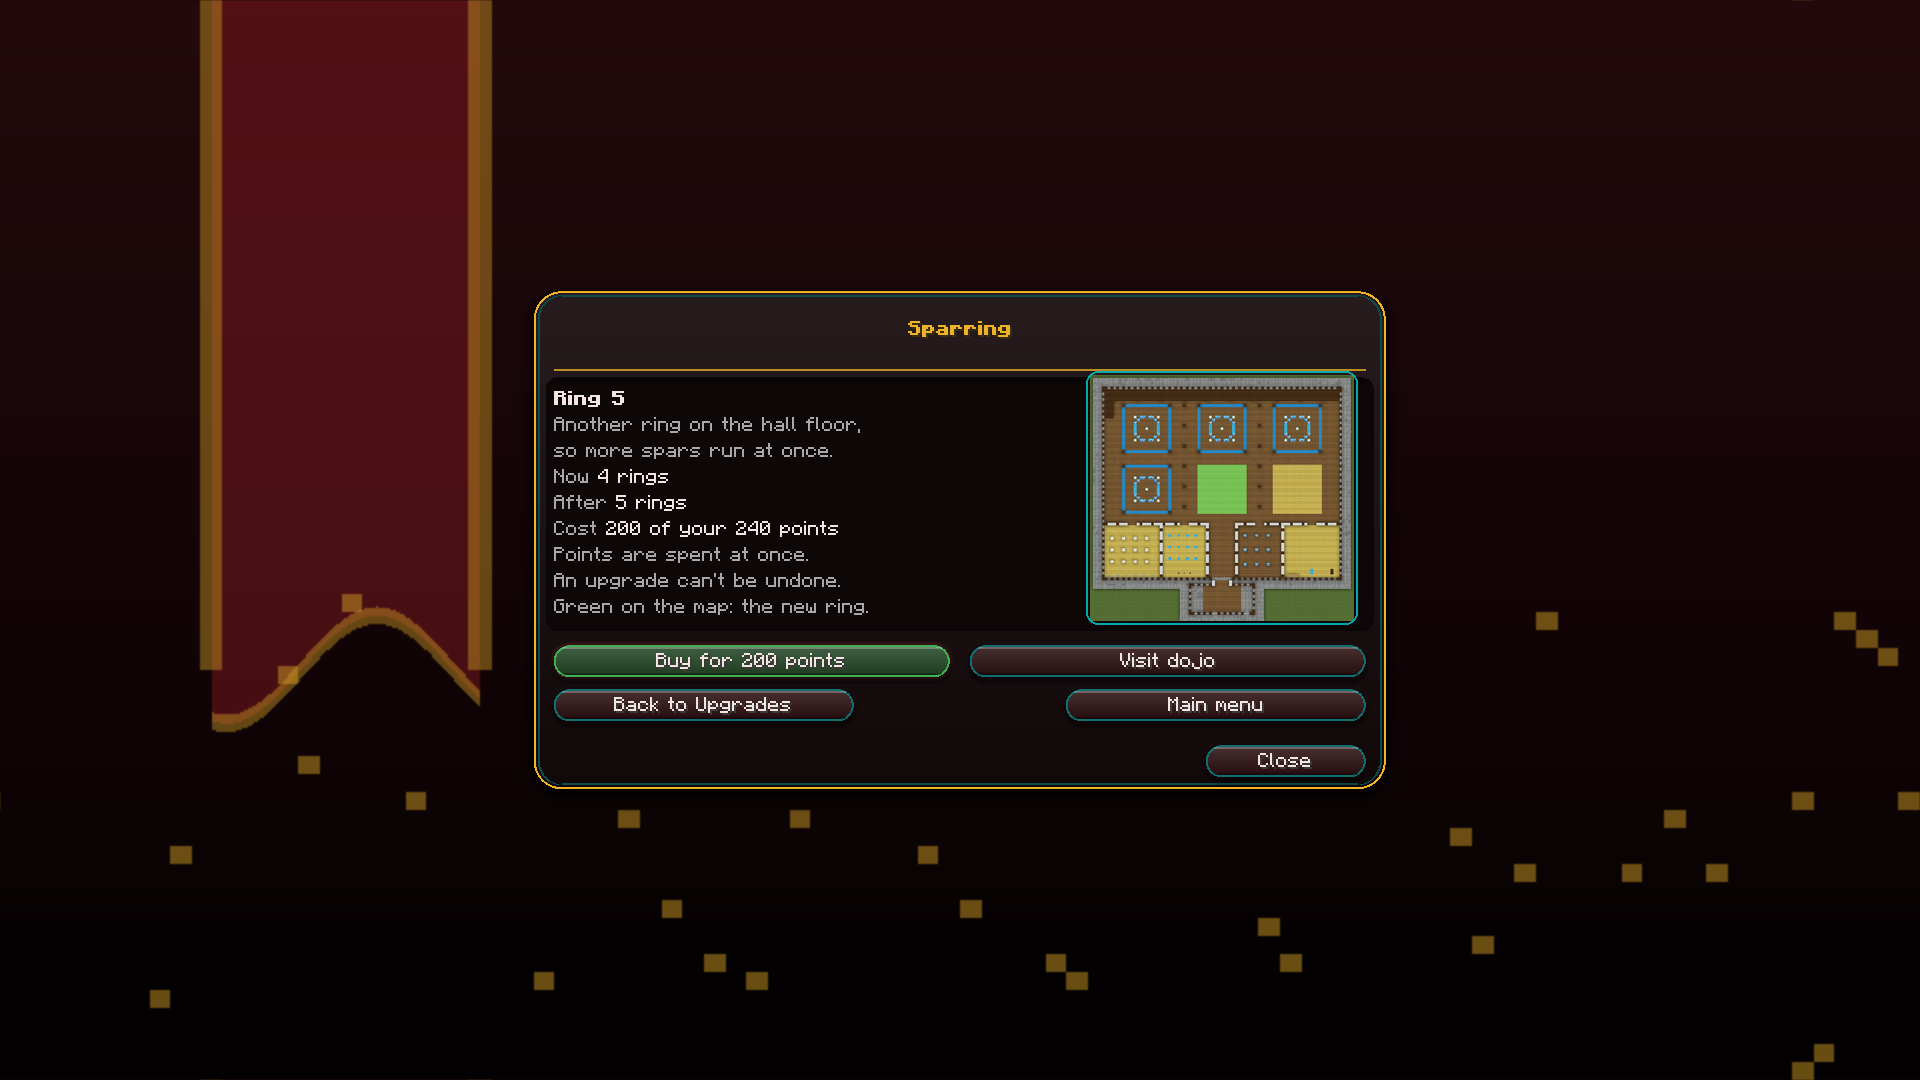 Sparring
Ring 5
Another ring on the hall floor,
so more spars run at once.
Now 4 rings
After 5 rings
Cost 200 of your 240 points
Points are spent at once.
An upgrade can't be undone.
Green on the map: the new ring.
Buy for 200 points
Visit dojo
Back to Upgrades
Main menu
Close